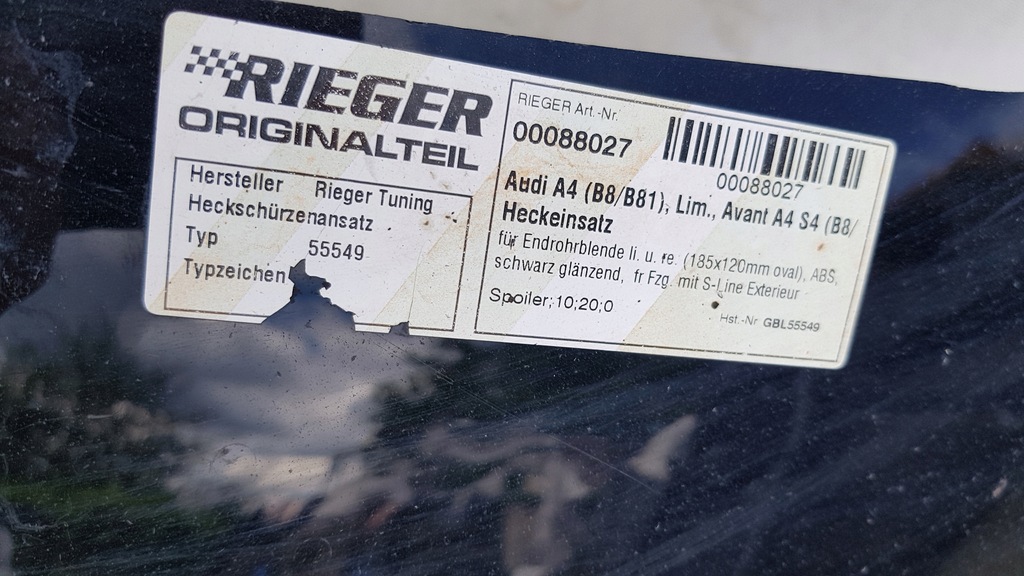 RIEGER
ORIGINALTEIL
Hersteller Rieger Tuning
Heckschürzenansatz
Typ 55549
Typzeichen
RIEGER Art.-Nr.
00088027
00088027
Audi A4 (B8/B81), Lim., Avant A4 S4 (B8/
Heckeinsatz
für Endrohrblende li. u. re. (185x120mm oval), ABS,
schwarz glänzend, fr Fzg. mit S-Line Exterieur
Spoiler;10;20;0
Hst.-Nr GBL55549